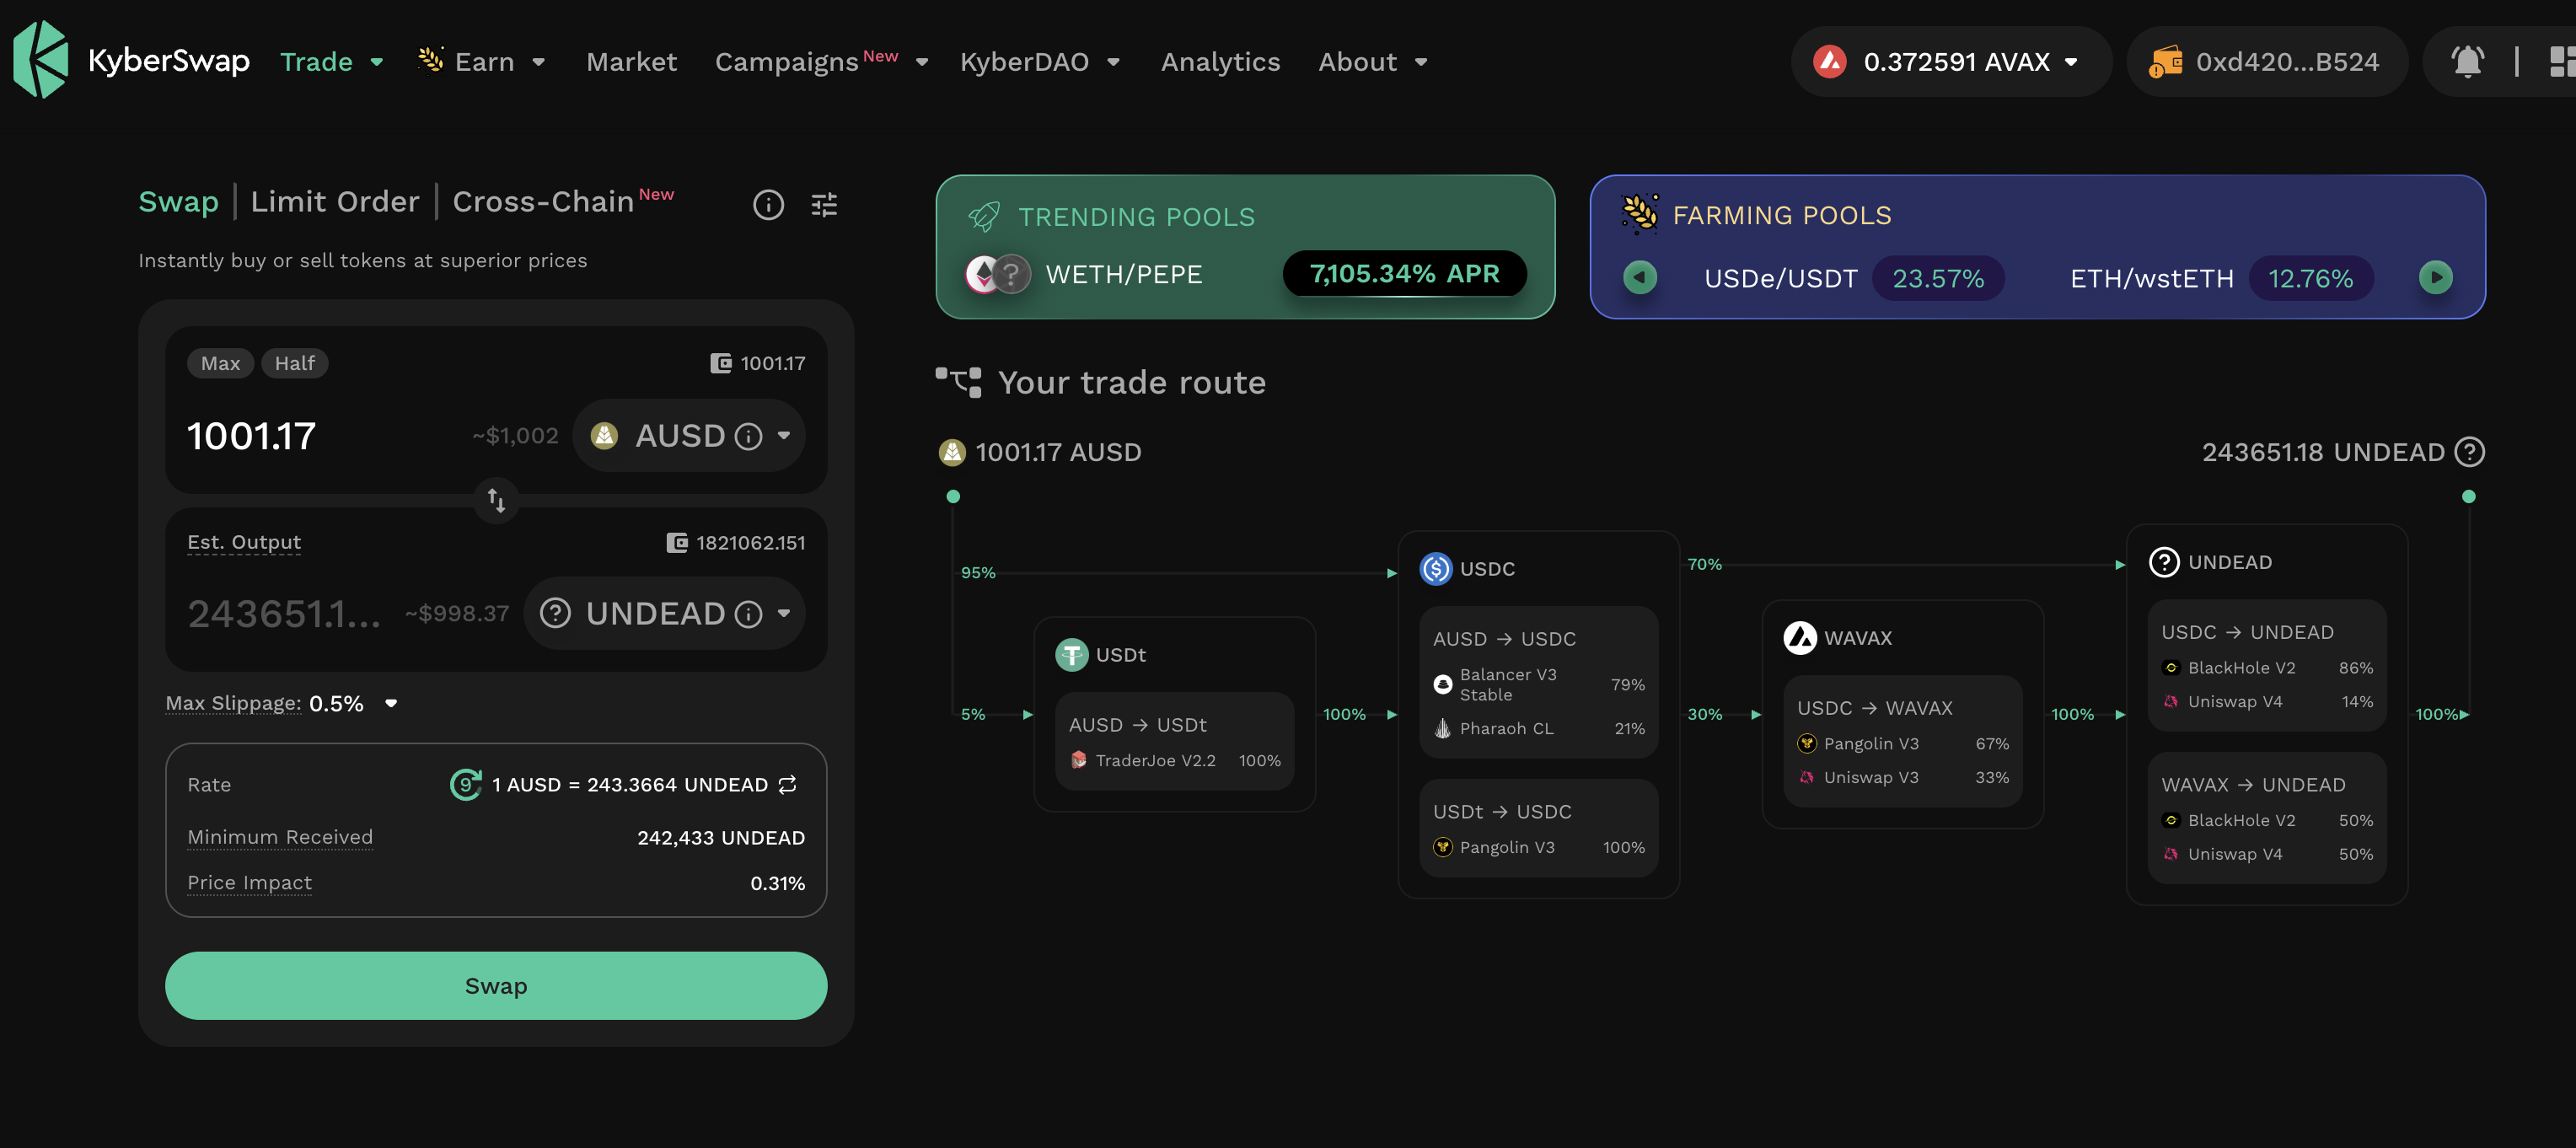 KyberSwap Trade Earn Market Campaigns New KyberDAO Analytics About 0.372591 AVAX 0xd420...B524
Swap | Limit Order | Cross-Chain New
Instantly buy or sell tokens at superior prices
Max Half 1001.17
1001.17 ~$1,002 AUSD
Est. Output 1821062.151
243651.1... ~$998.37 UNDEAD
Max Slippage: 0.5%
Rate 9 1 AUSD = 243.3664 UNDEAD
Minimum Received 242,433 UNDEAD
Price Impact 0.31%
Swap
TRENDING POOLS
WETH/PEPE 7,105.34% APR
FARMING POOLS
USDe/USDT 23.57% ETH/wstETH 12.76%
Your trade route
1001.17 AUSD 243651.18 UNDEAD
95%
5%
USDt
AUSD → USDt
TraderJoe V2.2 100%
100%
USDC
AUSD → USDC
Balancer V3
Stable 79%
Pharaoh CL 21%
USDt → USDC
Pangolin V3 100%
70%
30%
WAVAX
USDC → WAVAX
Pangolin V3 67%
Uniswap V3 33%
100%
UNDEAD
USDC → UNDEAD
BlackHole V2 86%
Uniswap V4 14%
WAVAX → UNDEAD
BlackHole V2 50%
Uniswap V4 50%
100%